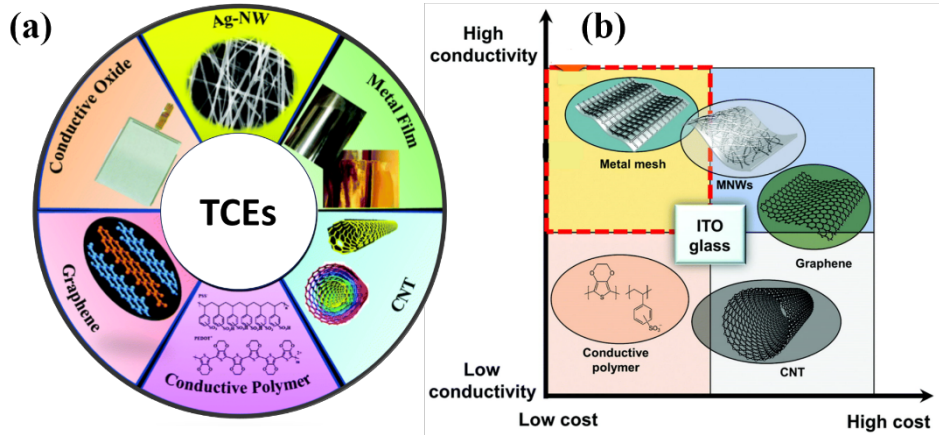 (a)
Ag-NW
Metal Film
CNT
Conductive Polymer
Graphene
Conductive Oxide
TCEs
PSS
(b)
High
conductivity
Low
conductivity
Low cost
High cost
Metal mesh
MNWs
ITO
glass
Graphene
Conductive
polymer
CNT